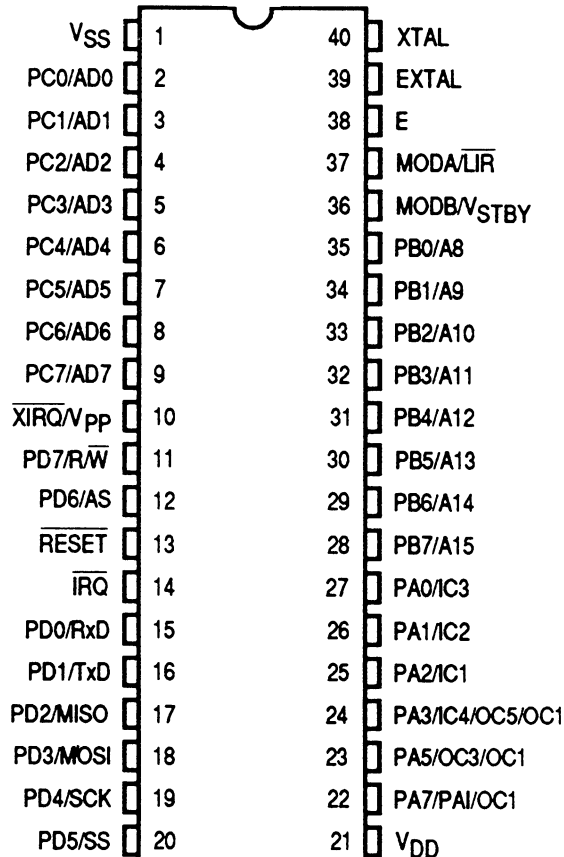 VSS 1 40 XTAL
PC0/AD0 2 39 EXTAL
PC1/AD1 3 38 E
PC2/AD2 4 37 MODA/L̅I̅R̅
PC3/AD3 5 36 MODB/VSTBY
PC4/AD4 6 35 PB0/A8
PC5/AD5 7 34 PB1/A9
PC6/AD6 8 33 PB2/A10
PC7/AD7 9 32 PB3/A11
X̅I̅R̅Q̅/VPP 10 31 PB4/A12
PD7/R/W̅ 11 30 PB5/A13
PD6/AS 12 29 PB6/A14
R̅E̅S̅E̅T̅ 13 28 PB7/A15
I̅R̅Q̅ 14 27 PA0/IC3
PD0/RxD 15 26 PA1/IC2
PD1/TxD 16 25 PA2/IC1
PD2/MISO 17 24 PA3/IC4/OC5/OC1
PD3/MOSI 18 23 PA5/OC3/OC1
PD4/SCK 19 22 PA7/PAI/OC1
PD5/SS 20 21 VDD